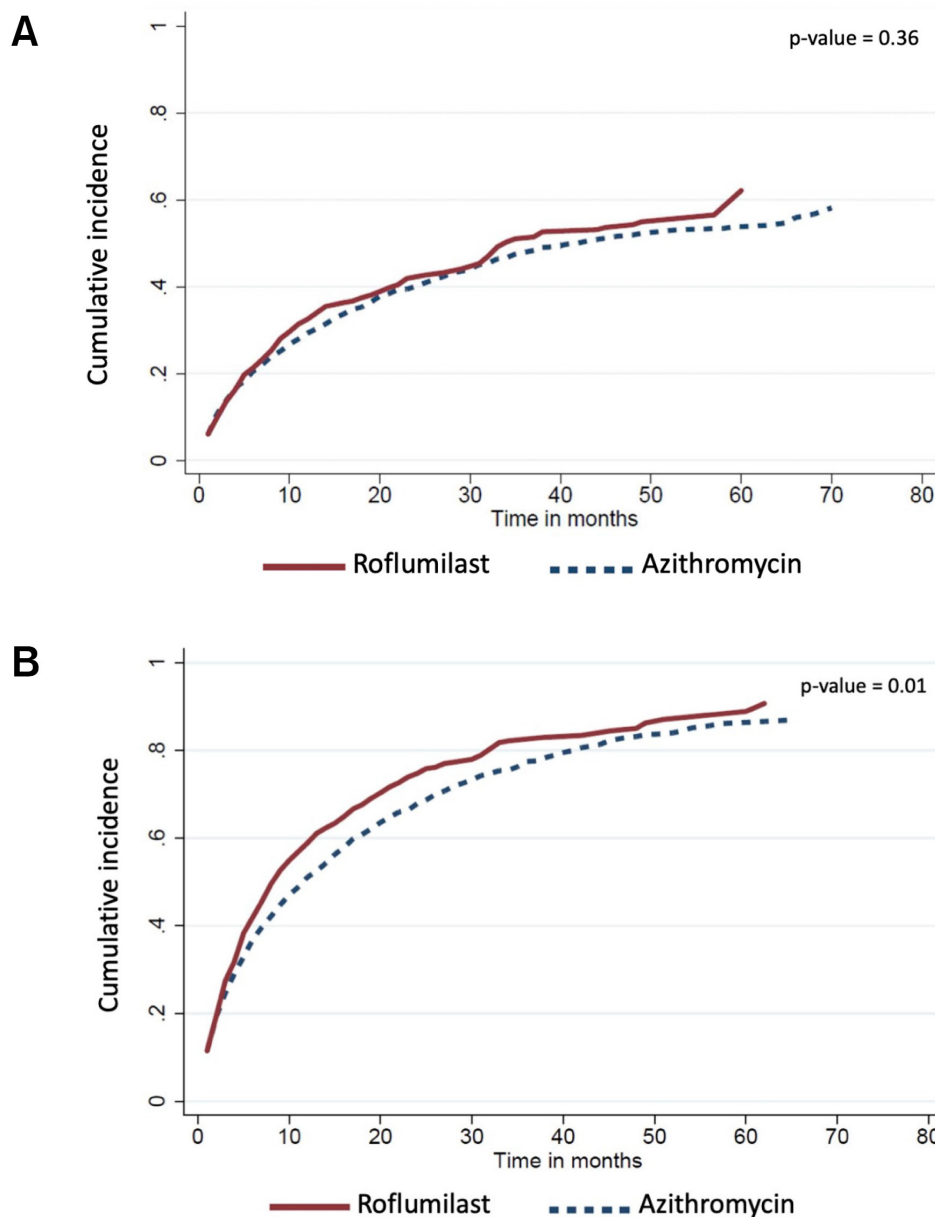 A
p-value = 0.36
Cumulative incidence
1
.8
.6
.4
.2
0
0 10 20 30 40 50 60 70 80
Time in months
Roflumilast Azithromycin
B
p-value = 0.01
Cumulative incidence
1
.8
.6
.4
.2
0
0 10 20 30 40 50 60 70 80
Time in months
Roflumilast Azithromycin